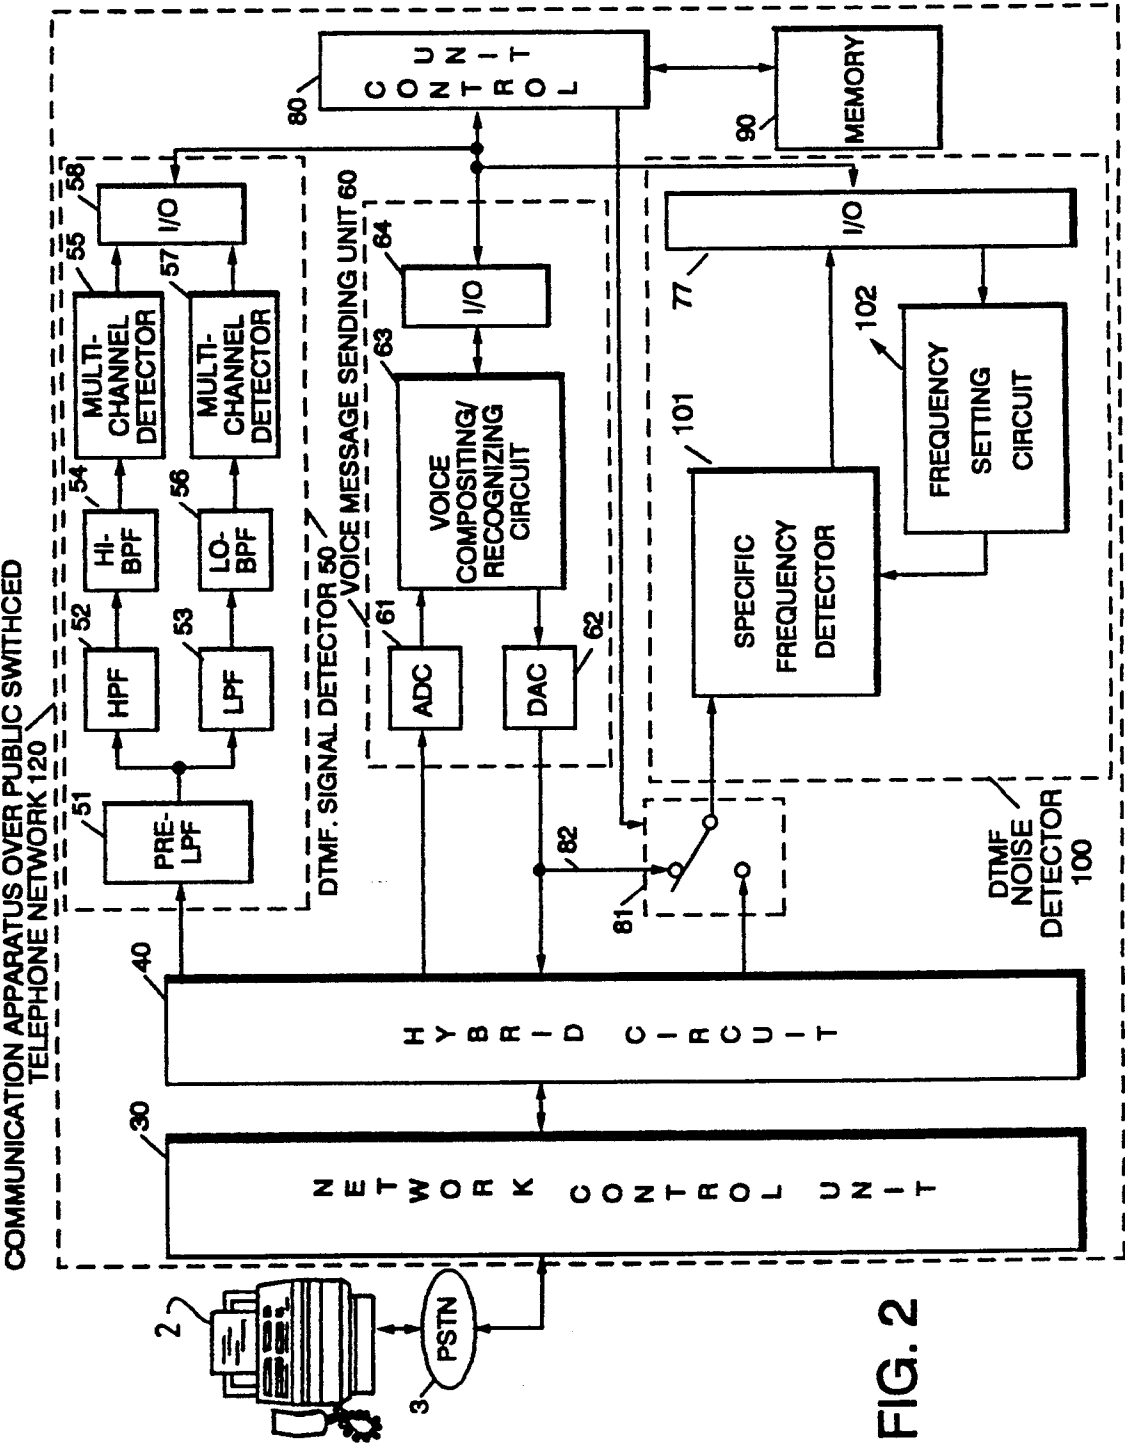 COMMUNICATION APPARATUS OVER PUBLIC SWITHCED
TELEPHONE NETWORK 120
2
3
PSTN
30
NETWORK CONTROL UNIT
40
HYBRID CIRCUIT
51
PRE-
LPF
52
HPF
53
LPF
54
HI-
BPF
56
LO-
BPF
55
MULTI-
CHANNEL
DETECTOR
57
MULTI-
CHANNEL
DETECTOR
58
I/O
DTMF. SIGNAL DETECTOR 50
VOICE MESSAGE SENDING UNIT 60
61
ADC
62
DAC
63
VOICE
COMPOSITING/
RECOGNIZING
CIRCUIT
64
I/O
80
UNIT
CONTROL
90
MEMORY
81
82
101
SPECIFIC
FREQUENCY
DETECTOR
102
FREQUENCY
SETTING
CIRCUIT
77
I/O
DTMF
NOISE
DETECTOR
100
FIG. 2